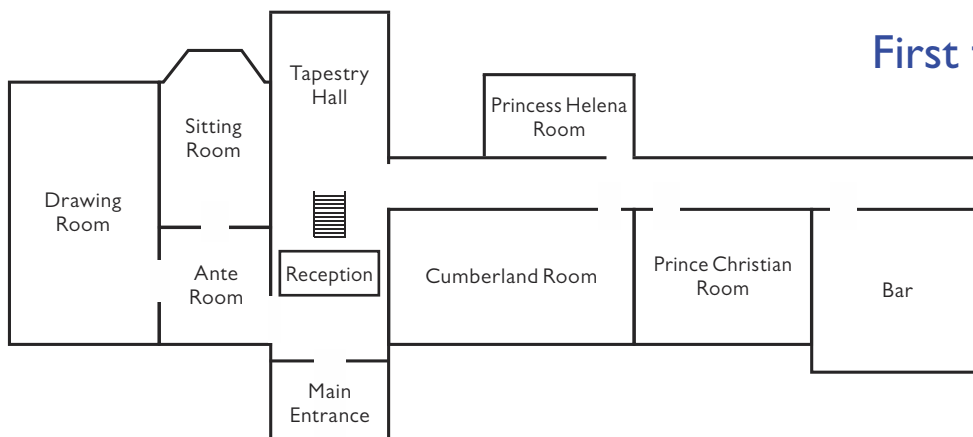 First
Tapestry
Hall
Princess Helena
Room
Sitting
Room
Drawing
Room
Ante
Room
Reception
Cumberland Room
Prince Christian
Room
Bar
Main
Entrance